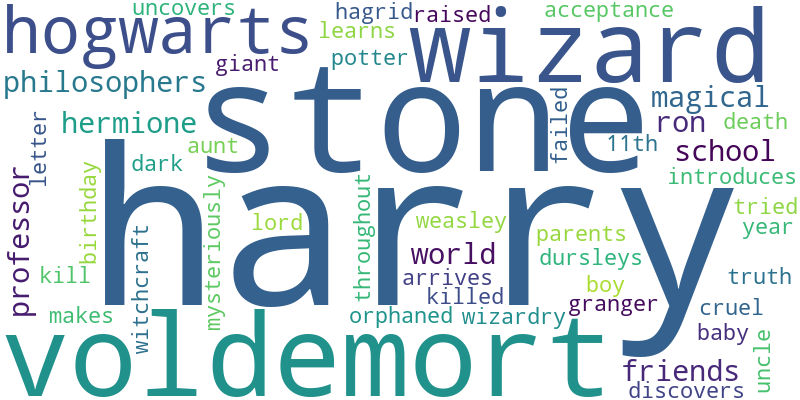 uncovers
hagrid
raised
acceptance
hogwarts
learns
wizard
giant
potter
philosophers
stone
magical
letter
hermione
failed
ron
death
aunt
11th
school
dark
introduces
professor
birthday
harry
mysteriously
throughout
tried
lord
weasley
parents
year
witchcraft
world
dursleys
kill
arrives
boy
truth
killed
granger
cruel
makes
voldemort
orphaned
wizardry
baby
uncle
friends
discovers